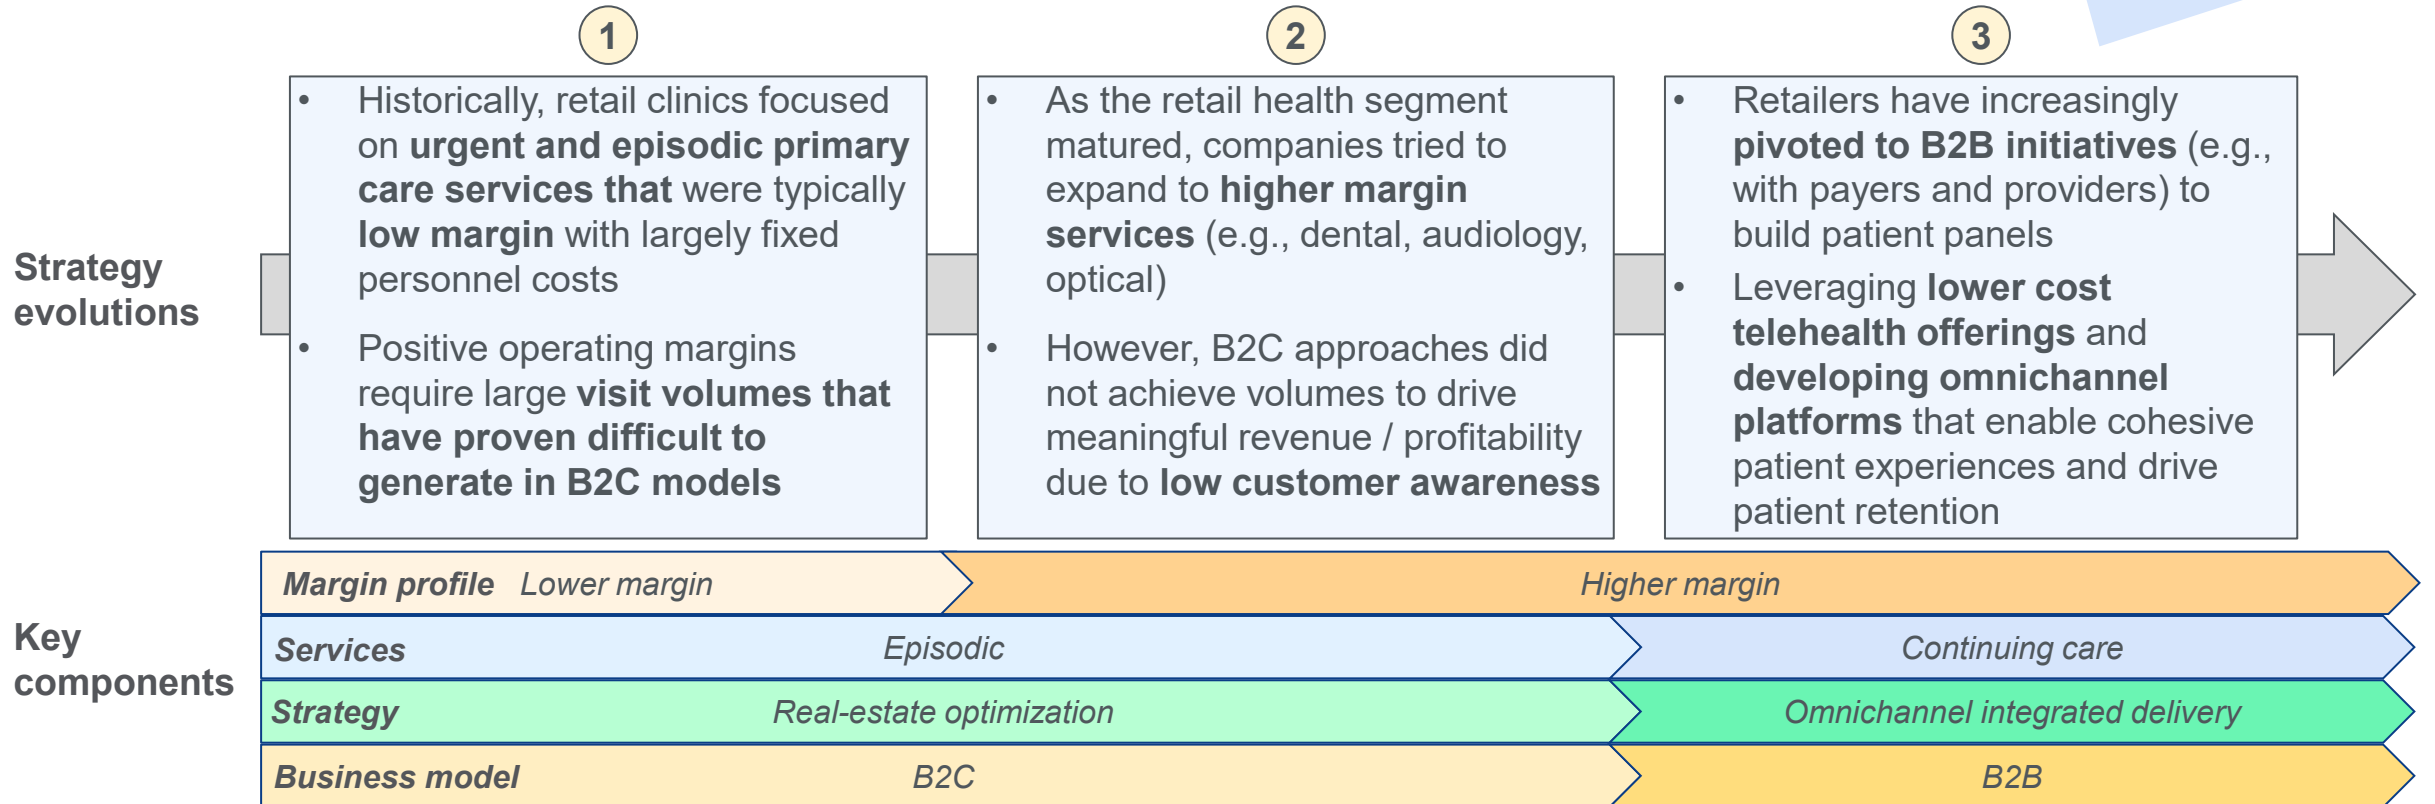 1
2
3
Strategy
evolutions
• Historically, retail clinics focused
on urgent and episodic primary
care services that were typically
low margin with largely fixed
personnel costs
• Positive operating margins
require large visit volumes that
have proven difficult to
generate in B2C models
• As the retail health segment
matured, companies tried to
expand to higher margin
services (e.g., dental, audiology,
optical)
• However, B2C approaches did
not achieve volumes to drive
meaningful revenue / profitability
due to low customer awareness
• Retailers have increasingly
pivoted to B2B initiatives (e.g.,
with payers and providers) to
build patient panels
• Leveraging lower cost
telehealth offerings and
developing omnichannel
platforms that enable cohesive
patient experiences and drive
patient retention
Key
components
Margin profile Lower margin Higher margin
Services Episodic Continuing care
Strategy Real-estate optimization Omnichannel integrated delivery
Business model B2C B2B